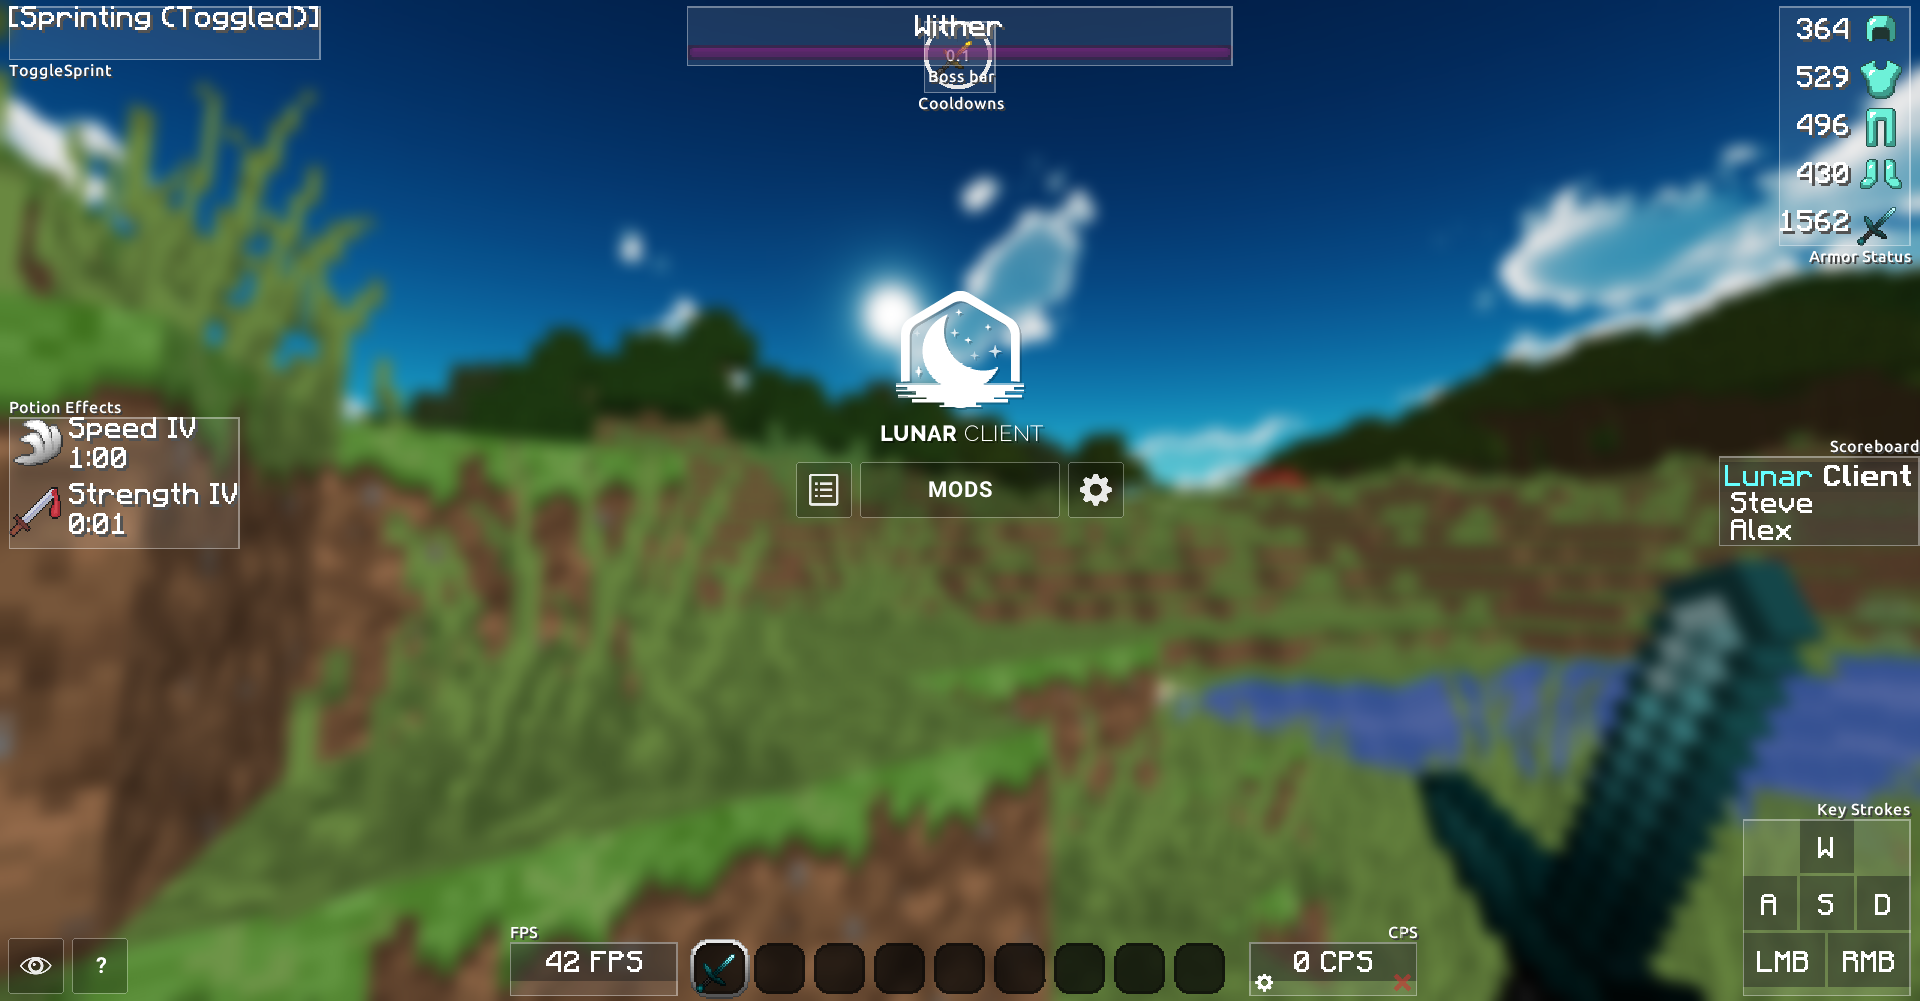 [Sprinting (Toggled)]
ToggleSprint
Wither
0.1
Boss bar
Cooldowns
364
529
496
430
1562
Armor Status
Potion Effects
Speed IV
1:00
Strength IV
0:01
LUNAR CLIENT
MODS
Scoreboard
Lunar Client
Steve
Alex
Key Strokes
W
A S D
LMB RMB
FPS
42 FPS
CPS
0 CPS
?